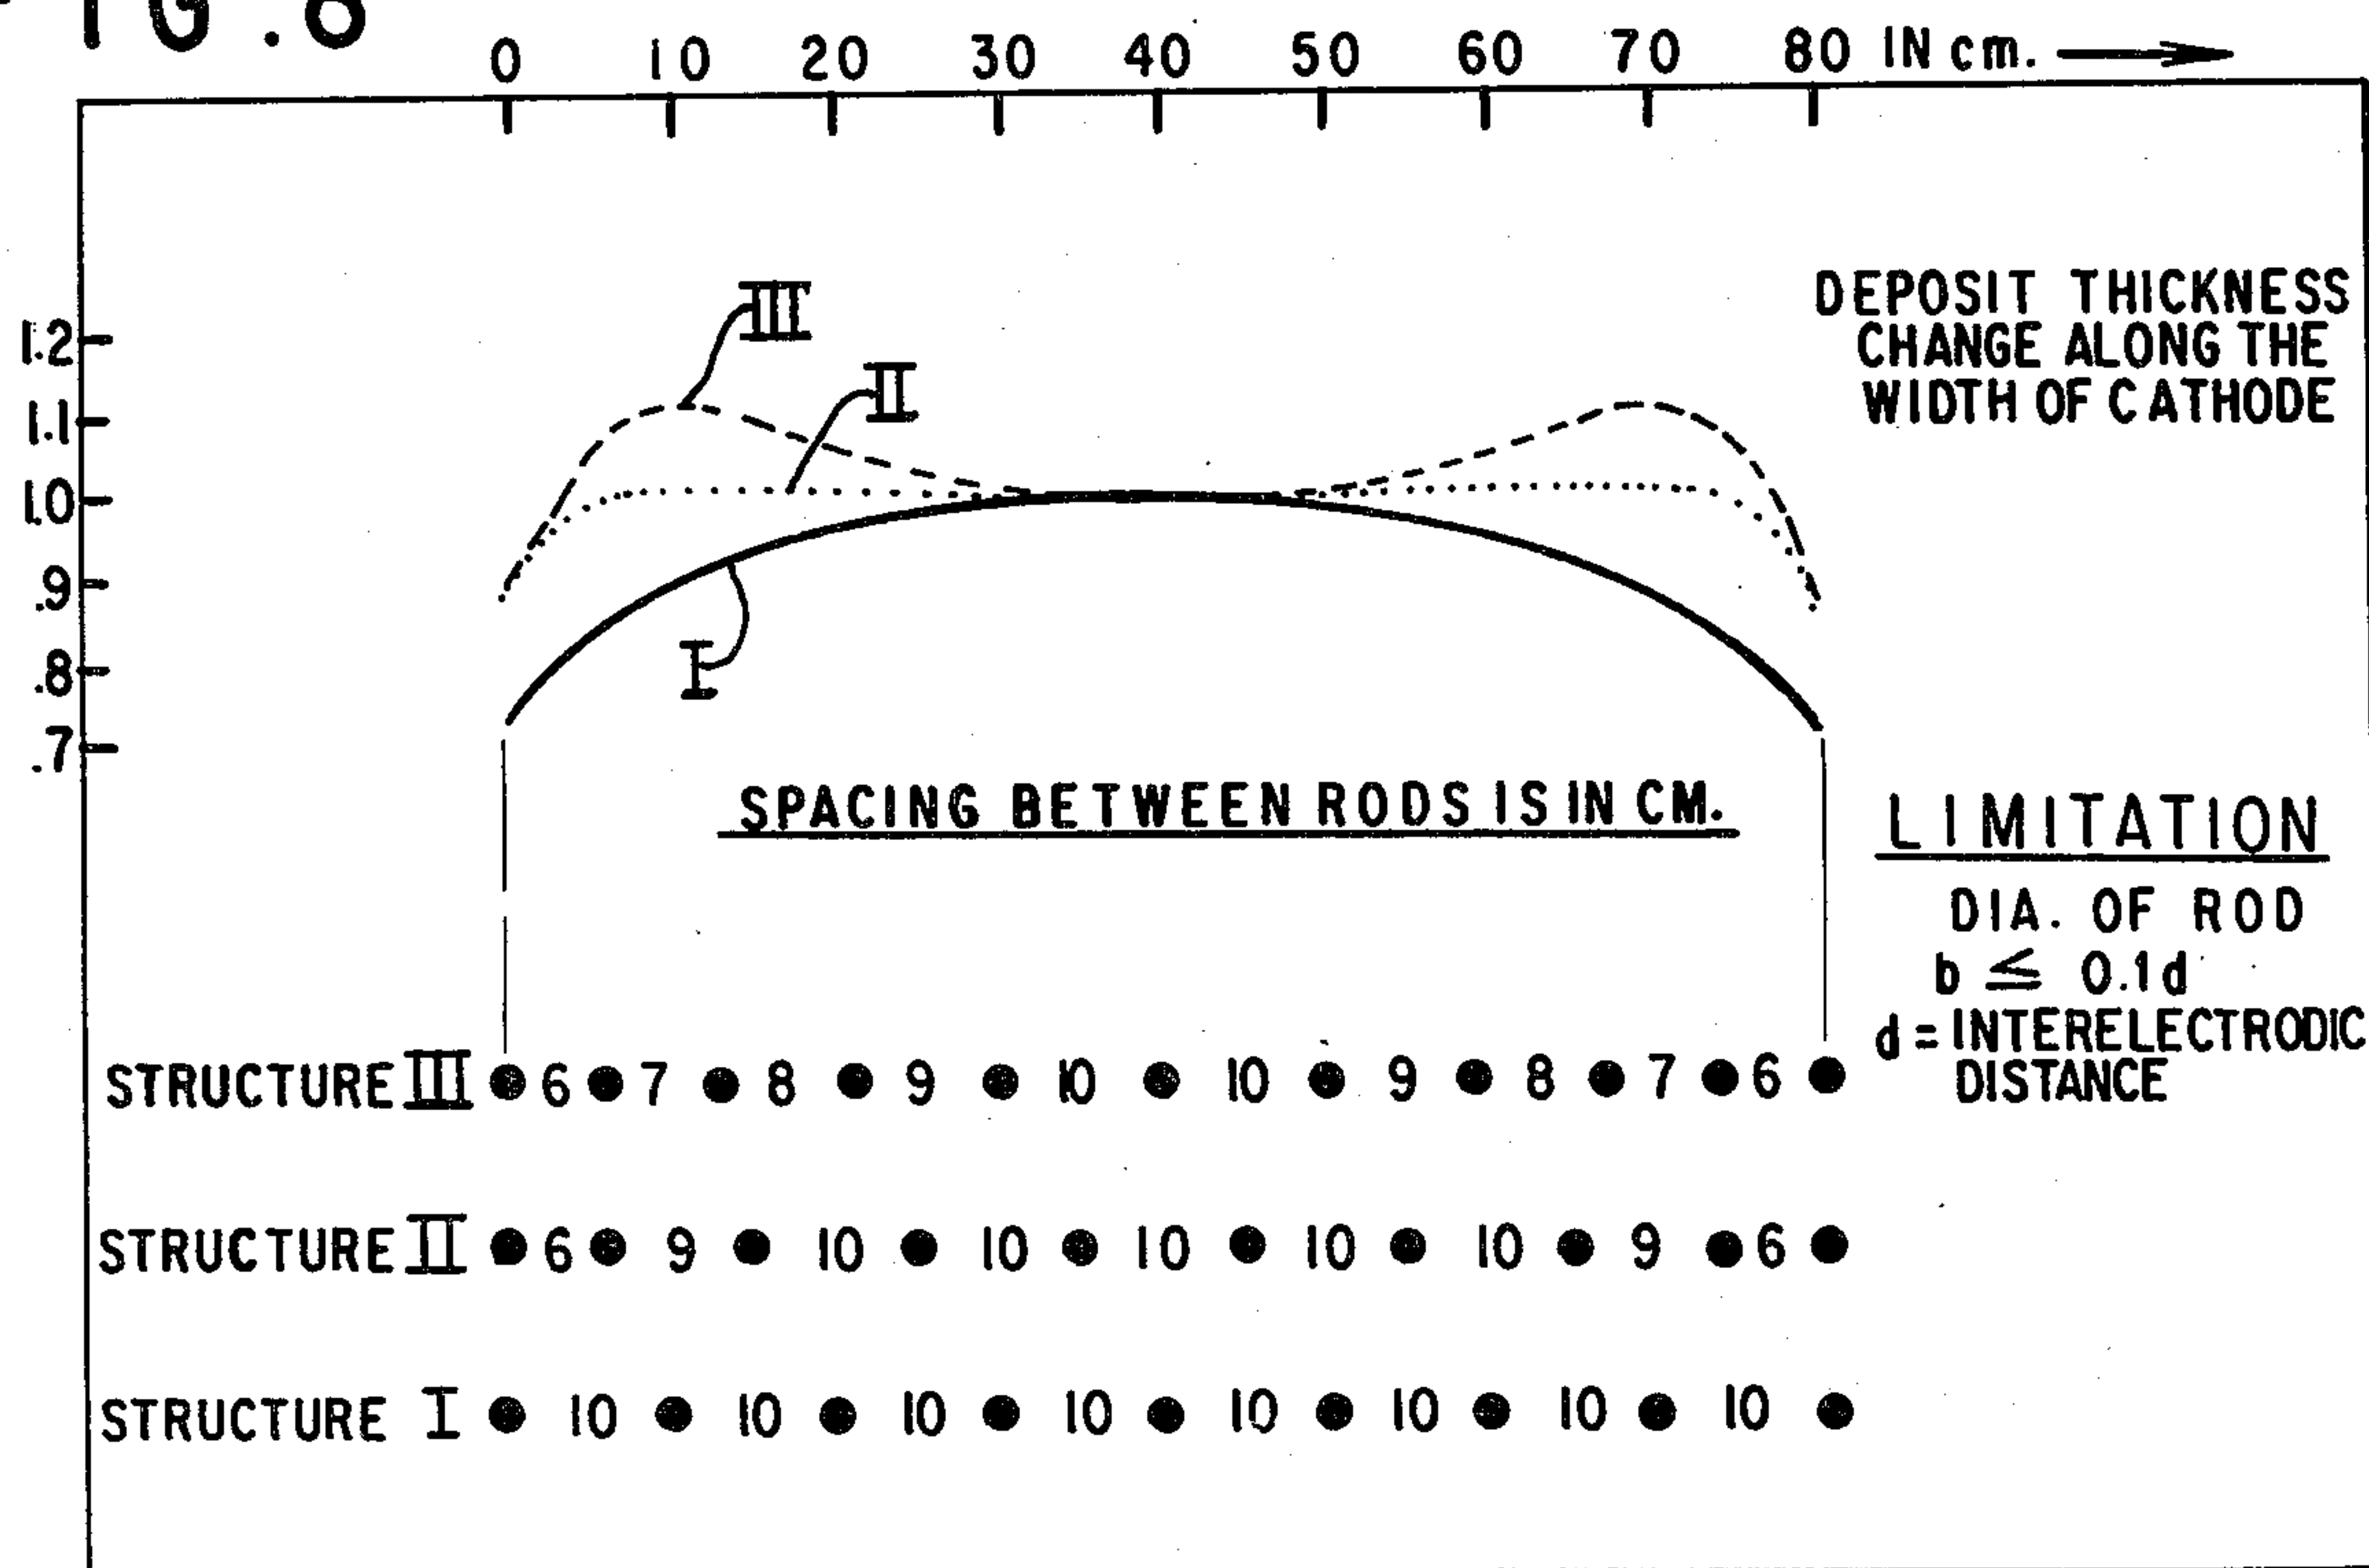 FIG.8
0 10 20 30 40 50 60 70 80 IN cm.
III
II
I
1.2
1.1
1.0
.9
.8
.7
DEPOSIT THICKNESS
CHANGE ALONG THE
WIDTH OF CATHODE
SPACING BETWEEN RODS IS IN CM.
LIMITATION
DIA. OF ROD
b ≦ 0.1d
d = INTERELECTRODIC
DISTANCE
STRUCTURE III 6 7 8 9 10 10 9 8 7 6
STRUCTURE II 6 9 10 10 10 10 10 9 6
STRUCTURE I 10 10 10 10 10 10 10 10